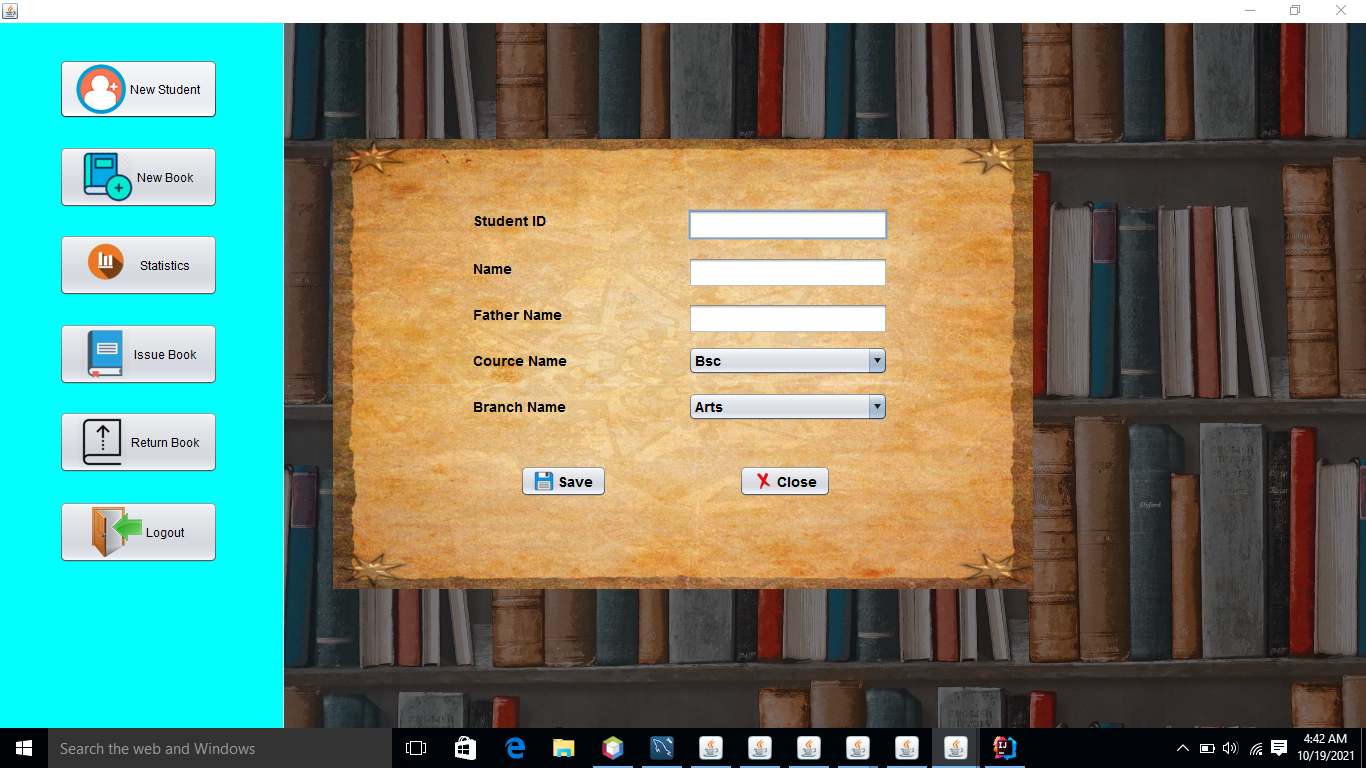 New Student
New Book
Statistics
Issue Book
Return Book
Logout
Student ID
Name
Father Name
Cource Name
Bsc
Branch Name
Arts
Save
Close
Oxford
Search the web and Windows
4:42 AM
10/19/2021